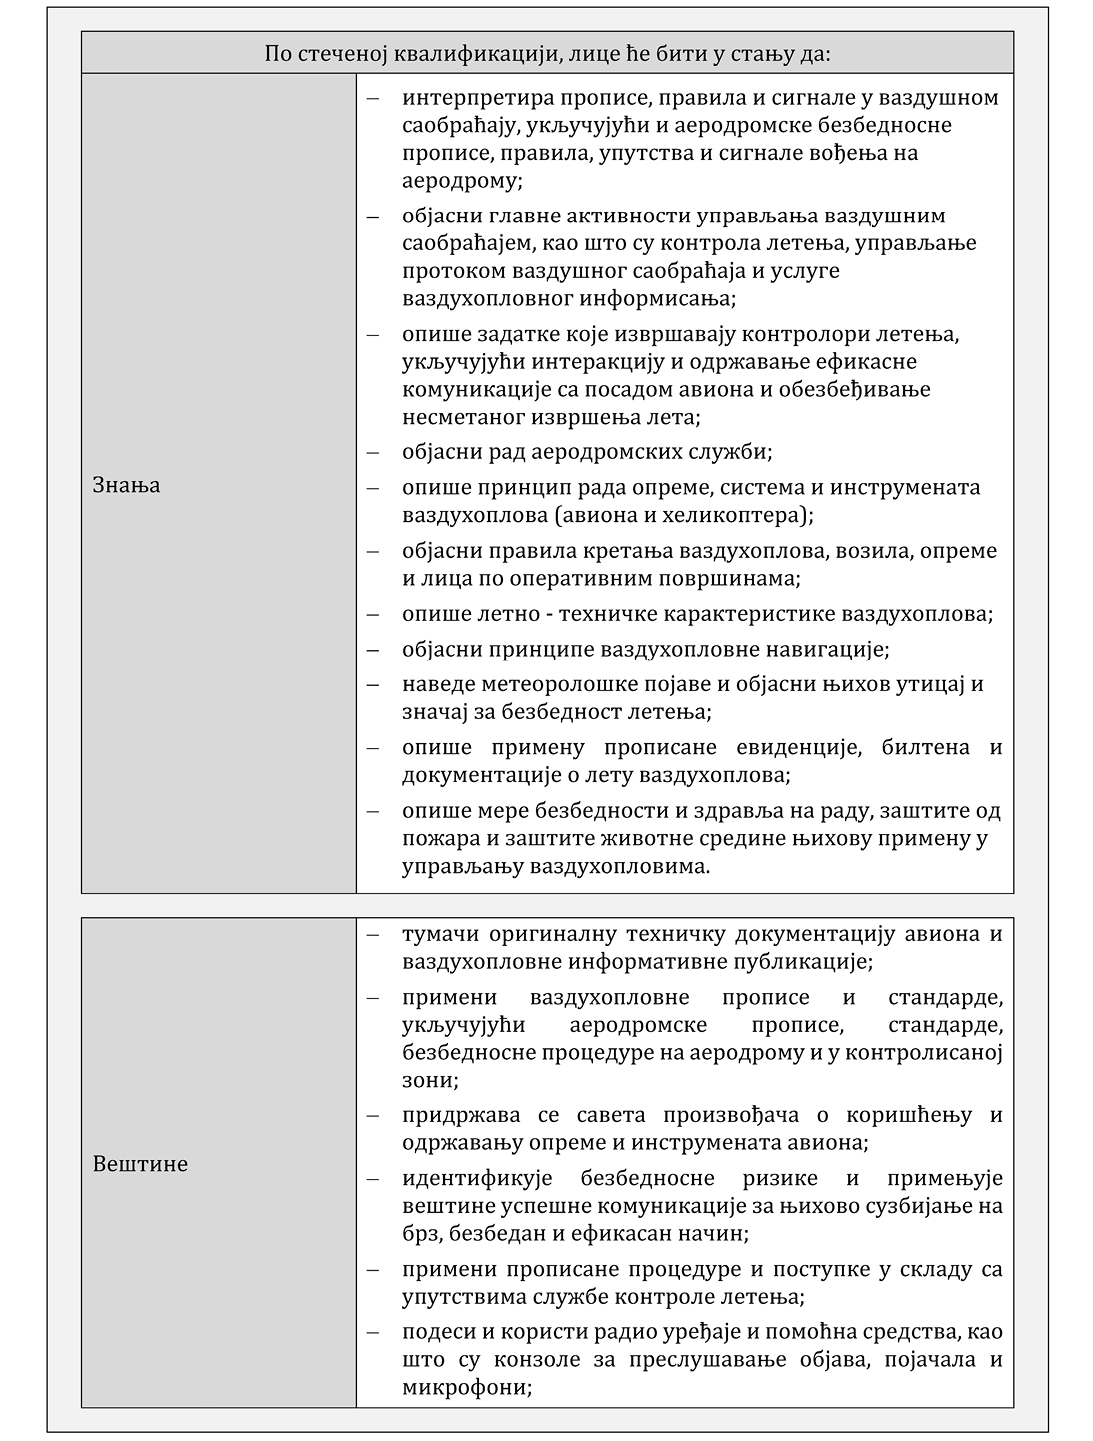 По стеченој квалификацији, лице ће бити у стању да:
Знања
– интерпретира прописе, правила и сигнале у ваздушном
саобраћају, укључујући и аеродромске безбедносне
прописе, правила, упутства и сигнале вођења на
аеродрому;
– објасни главне активности управљања ваздушним
саобраћајем, као што су контрола летења, управљање
протоком ваздушног саобраћаја и услуге
ваздухопловног информисања;
– опише задатке које извршавају контролори летења,
укључујући интеракцију и одржавање ефикасне
комуникације са посадом авиона и обезбеђивање
несметаног извршења лета;
– објасни рад аеродромских служби;
– опише принцип рада опреме, система и инструмената
ваздухоплова (авиона и хеликоптера);
– објасни правила кретања ваздухоплова, возила, опреме
и лица по оперативним површинама;
– опише летно - техничке карактеристике ваздухоплова;
– објасни принципе ваздухопловне навигације;
– наведе метеоролошке појаве и објасни њихов утицај и
значај за безбедност летења;
– опише примену прописане евиденције, билтена и
документације о лету ваздухоплова;
– опише мере безбедности и здравља на раду, заштите од
пожара и заштите животне средине њихову примену у
управљању ваздухопловима.
Вештине
– тумачи оригиналну техничку документацију авиона и
ваздухопловне информативне публикације;
– примени ваздухопловне прописе и стандарде,
укључујући аеродромске прописе, стандарде,
безбедносне процедуре на аеродрому и у контролисаној
зони;
– придржава се савета произвођача о коришћењу и
одржавању опреме и инструмената авиона;
– идентификује безбедносне ризике и примењује
вештине успешне комуникације за њихово сузбијање на
брз, безбедан и ефикасан начин;
– примени прописане процедуре и поступке у складу са
упутствима службе контроле летења;
– подеси и користи радио уређаје и помоћна средства, као
што су конзоле за преслушавање објава, појачала и
микрофони;